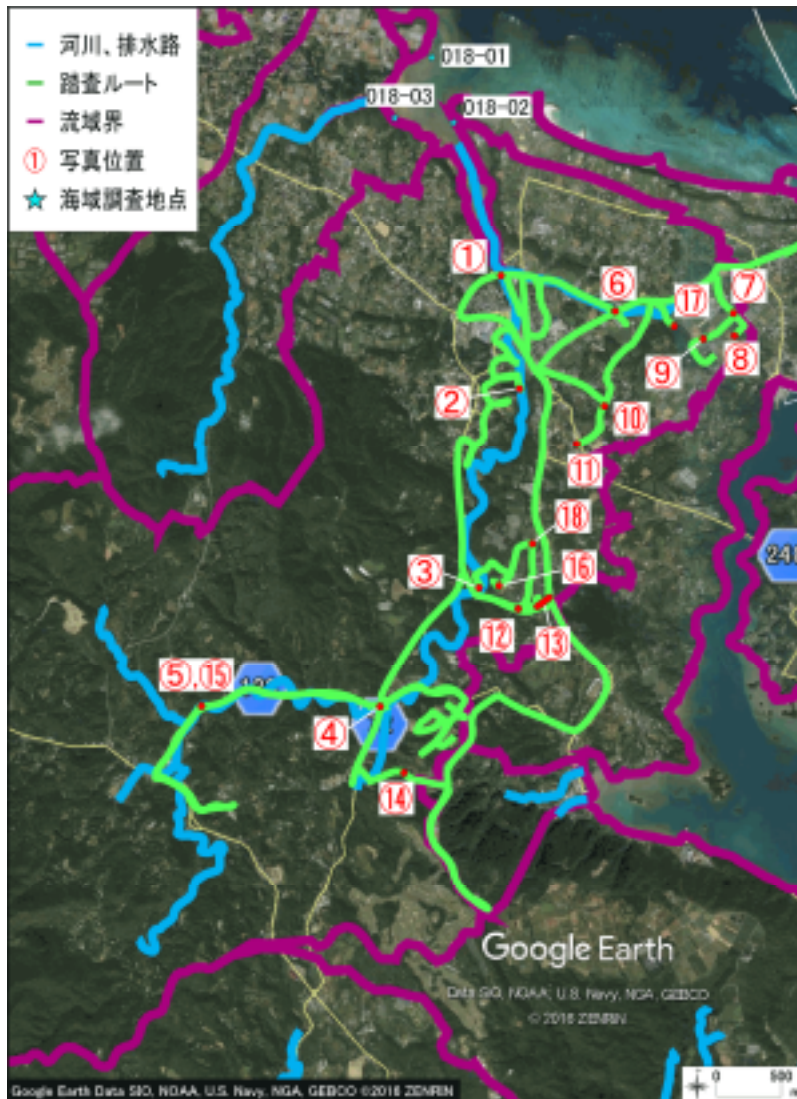 河川、排水路
踏査ルート
流域界
① 写真位置
海域調査地点
018-01
018-03
018-02
①
⑥
⑰
⑦
⑨
⑧
②
⑩
⑪
⑱
③
⑯
⑫
⑬
⑤,⑮
④
⑭
Google Earth
Data SIO, NOAA, U.S. Navy, NGA, GEBCO
© 2016 ZENRIN
Google Earth Data SIO, NOAA, U.S. Navy, NGA, GEBCO ©2016 ZENRIN
0 500